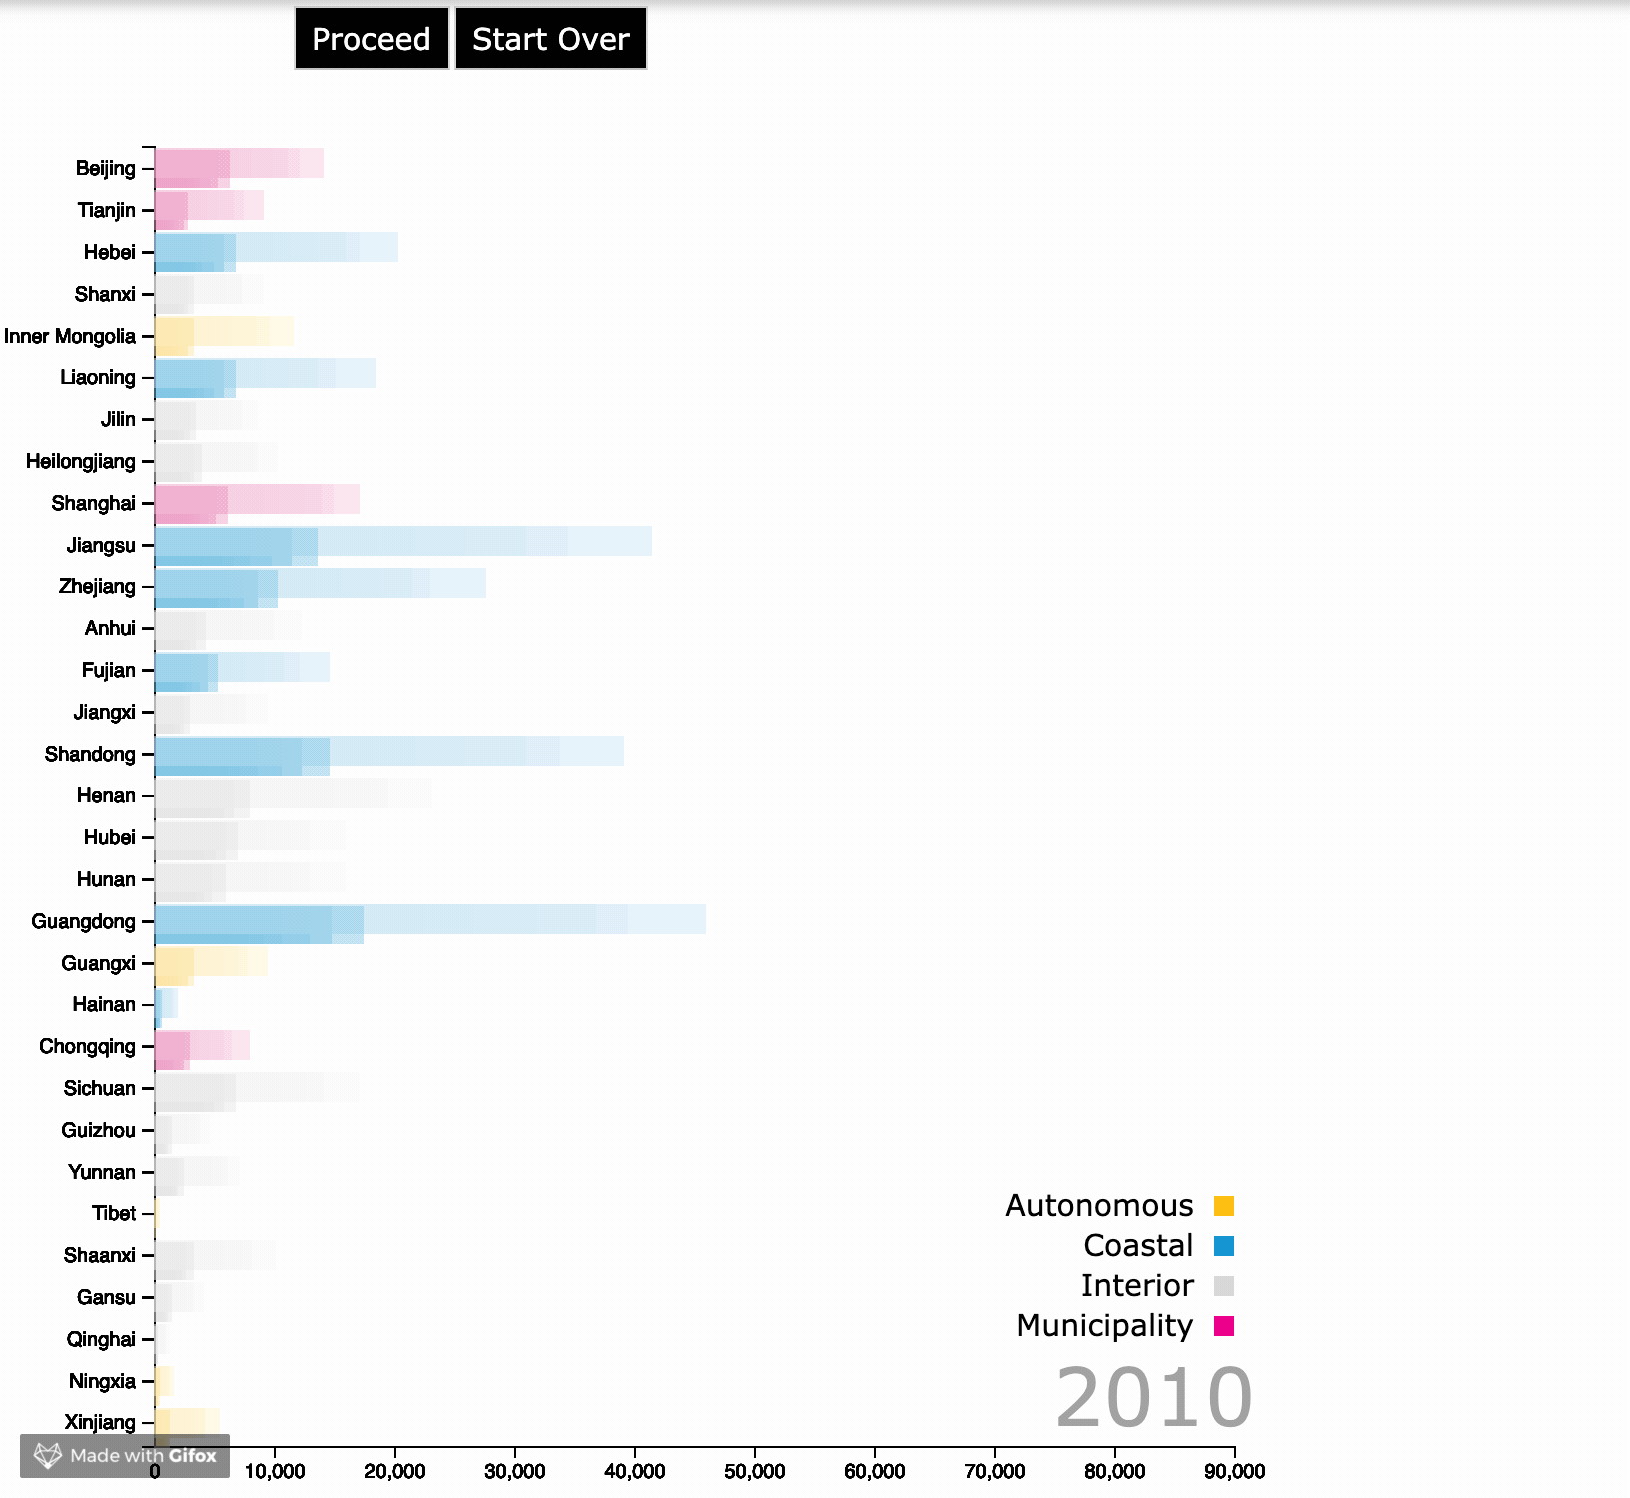 Proceed Start Over
Beijing
Tianjin
Hebei
Shanxi
Inner Mongolia
Liaoning
Jilin
Heilongjiang
Shanghai
Jiangsu
Zhejiang
Anhui
Fujian
Jiangxi
Shandong
Henan
Hubei
Hunan
Guangdong
Guangxi
Hainan
Chongqing
Sichuan
Guizhou
Yunnan
Tibet
Shaanxi
Gansu
Qinghai
Ningxia
Xinjiang
Autonomous
Coastal
Interior
Municipality
2010
Made with Gifox
0 10,000 20,000 30,000 40,000 50,000 60,000 70,000 80,000 90,000